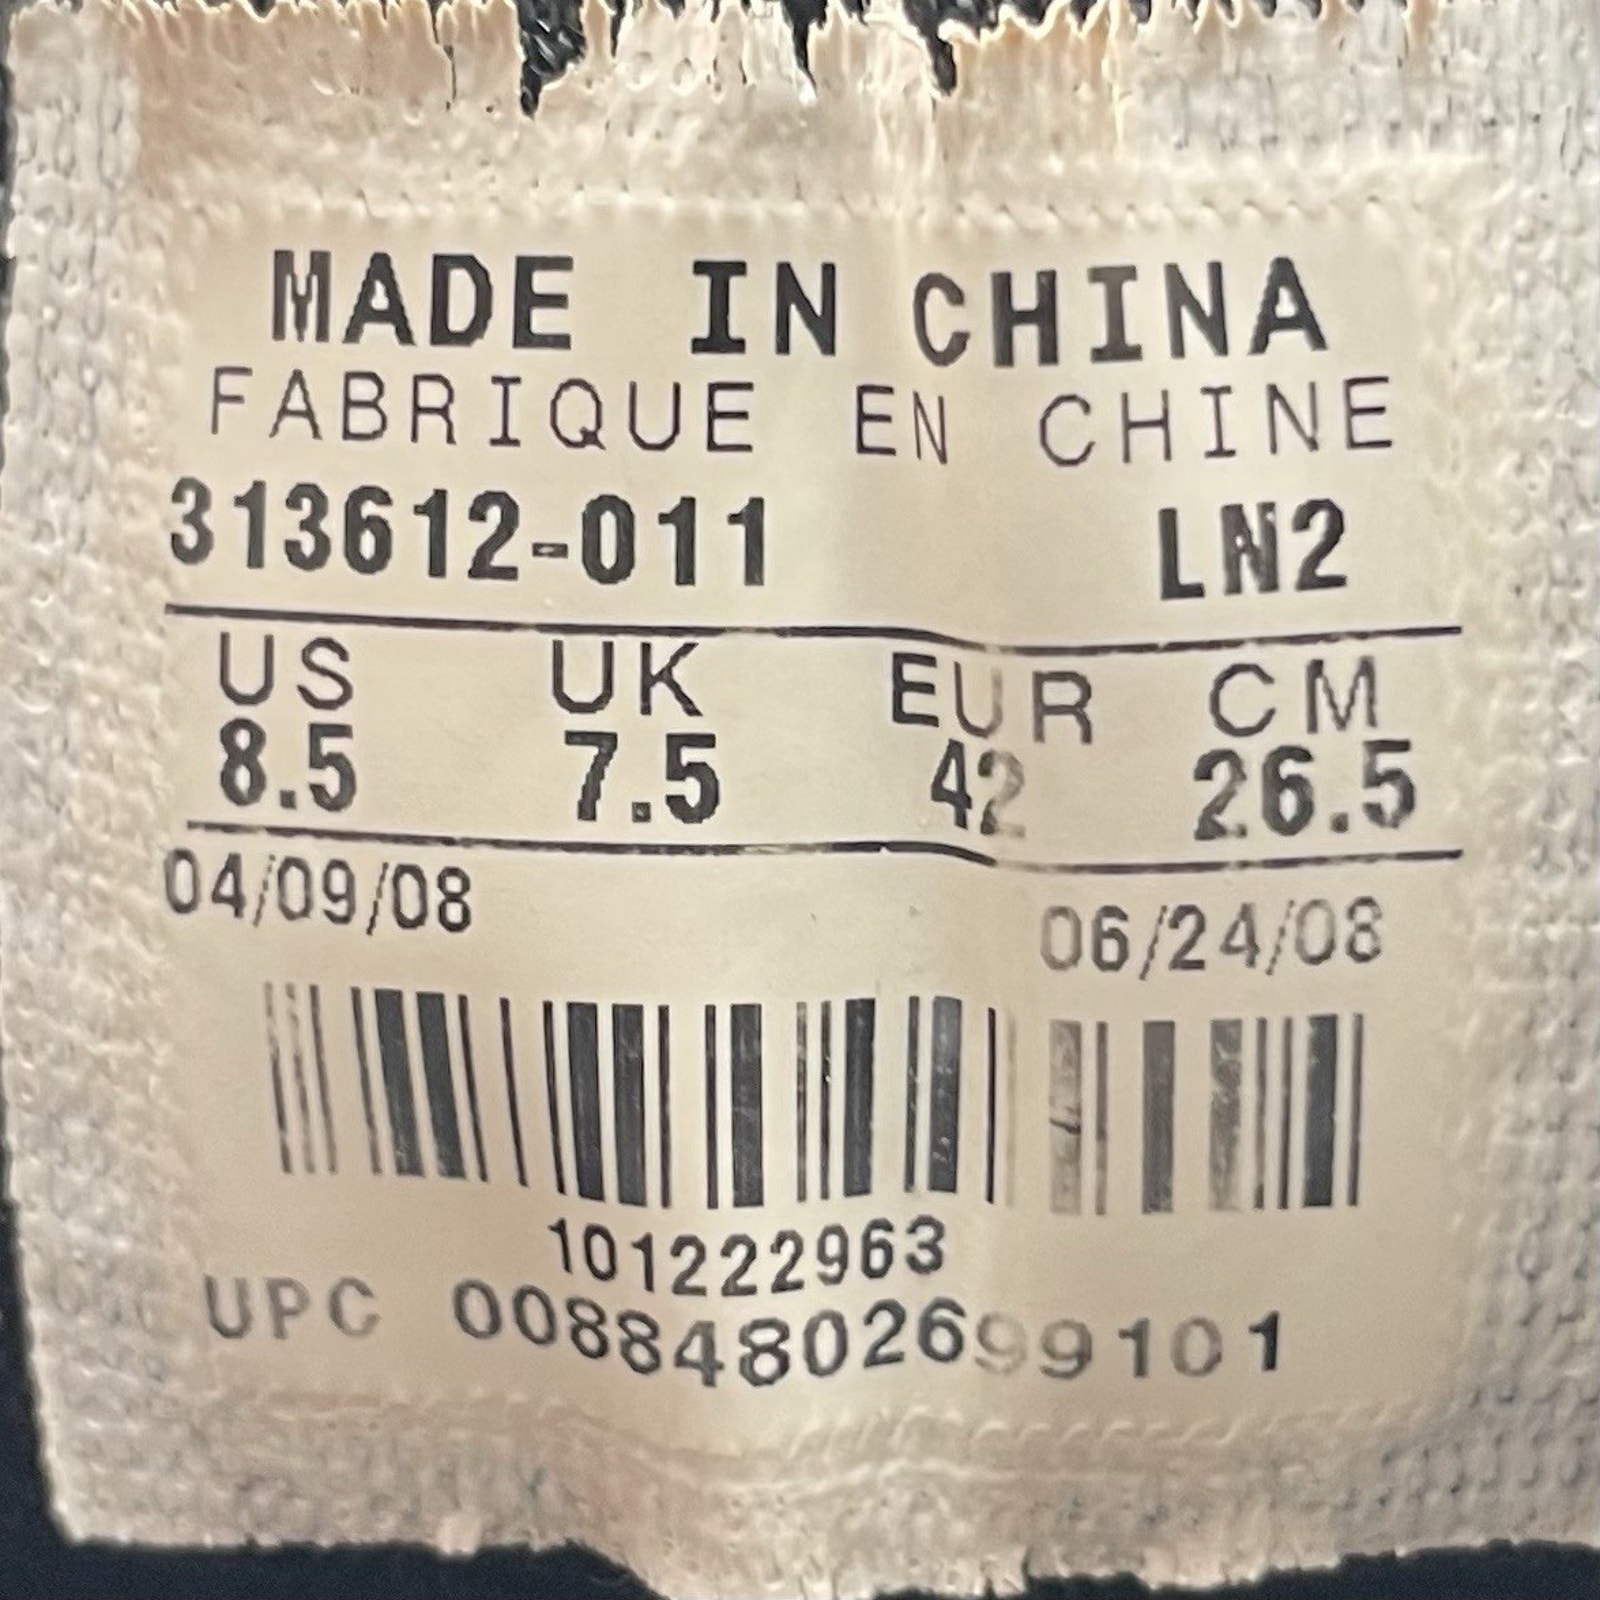 MADE IN CHINA
FABRIQUE EN CHINE
313612-011 LN2
US UK EUR CM
8.5 7.5 42 26.5
04/09/08 06/24/08
101222963
UPC 00884802699101